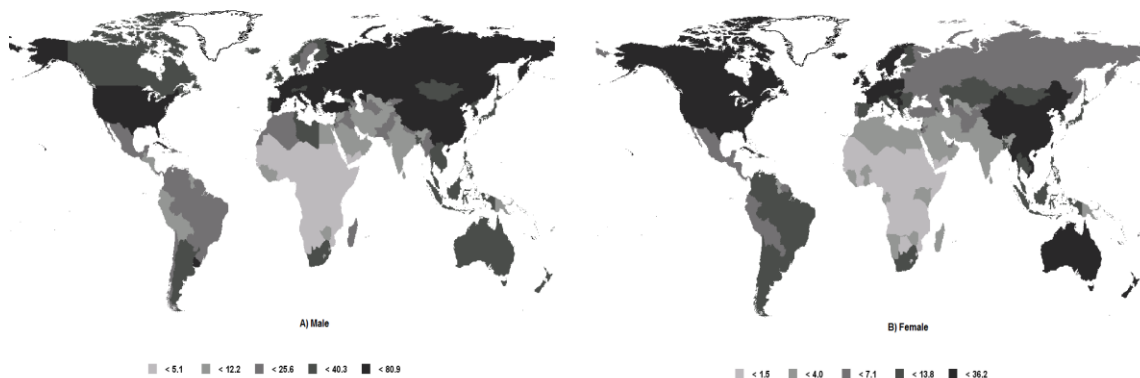 A) Male
< 5.1 < 12.2 < 25.6 < 40.3 < 80.9
B) Female
< 1.5 < 4.0 < 7.1 < 13.8 < 36.2